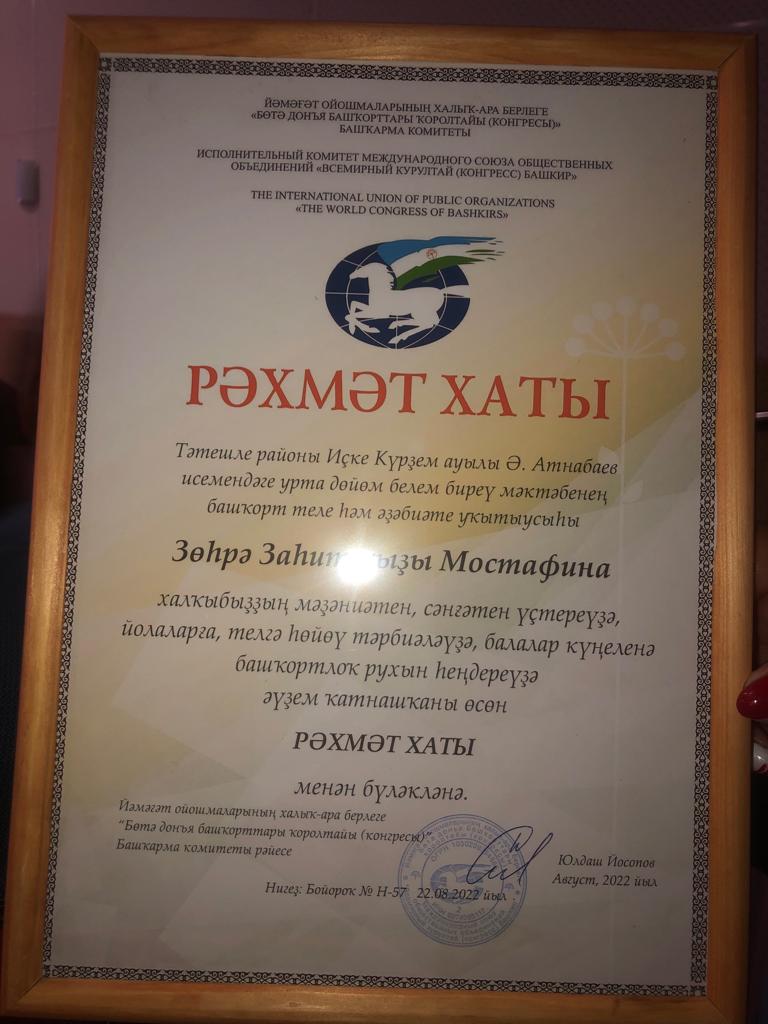 ЙӘМӘҒӘТ ОЙОШМАЛАРЫНЫҢ ХАЛЫҠ-АРА БЕРЛЕГЕ
«БӨТӘ ДОНЪЯ БАШҠОРТТАРЫ ҠОРОЛТАЙЫ (КОНГРЕСЫ)»
БАШҠАРМА КОМИТЕТЫ
ИСПОЛНИТЕЛЬНЫЙ КОМИТЕТ МЕЖДУНАРОДНОГО СОЮЗА ОБЩЕСТВЕННЫХ
ОБЪЕДИНЕНИЙ «ВСЕМИРНЫЙ КУРУЛТАЙ (КОНГРЕСС) БАШКИР»
THE INTERNATIONAL UNION OF PUBLIC ORGANIZATIONS
«THE WORLD CONGRESS OF BASHKIRS»
РӘХМӘТ ХАТЫ
Тәтешле районы Иҫке Күрҙем ауылы Ә. Атнабаев
исемендәге урта дөйөм белем биреү мәктәбенең
башҡорт теле һәм әҙәбиәте уҡытыусыһы
Зөһрә Мостафина
халҡыбыҙҙың мәҙәниәтен, сәнғәтен үҫтереүҙә,
йолаларға, телгә һөйөү тәрбиәләүҙә, балалар күңеленә
башҡортлоҡ рухын һеңдереүҙә
әүҙем ҡатнашҡаны өсөн
РӘХМӘТ ХАТЫ
менән бүләкләнә.
Йәмәғәт ойошмаларының халыҡ-ара берлеге
"Бөтә донъя башҡорттары ҡоролтайы (конгресы)"
Башҡарма комитеты рәйесе
Юлдаш Йосопов
Август, 2022 йыл
Нигеҙ: Бойороҡ № Н-57 22.08.2022 йыл